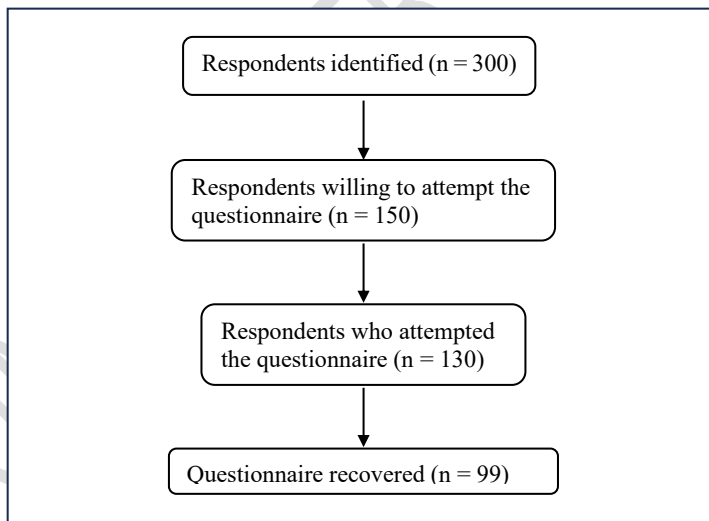 Respondents identified (n = 300)
Respondents willing to attempt the
questionnaire (n = 150)
Respondents who attempted
the questionnaire (n = 130)
Questionnaire recovered (n = 99)